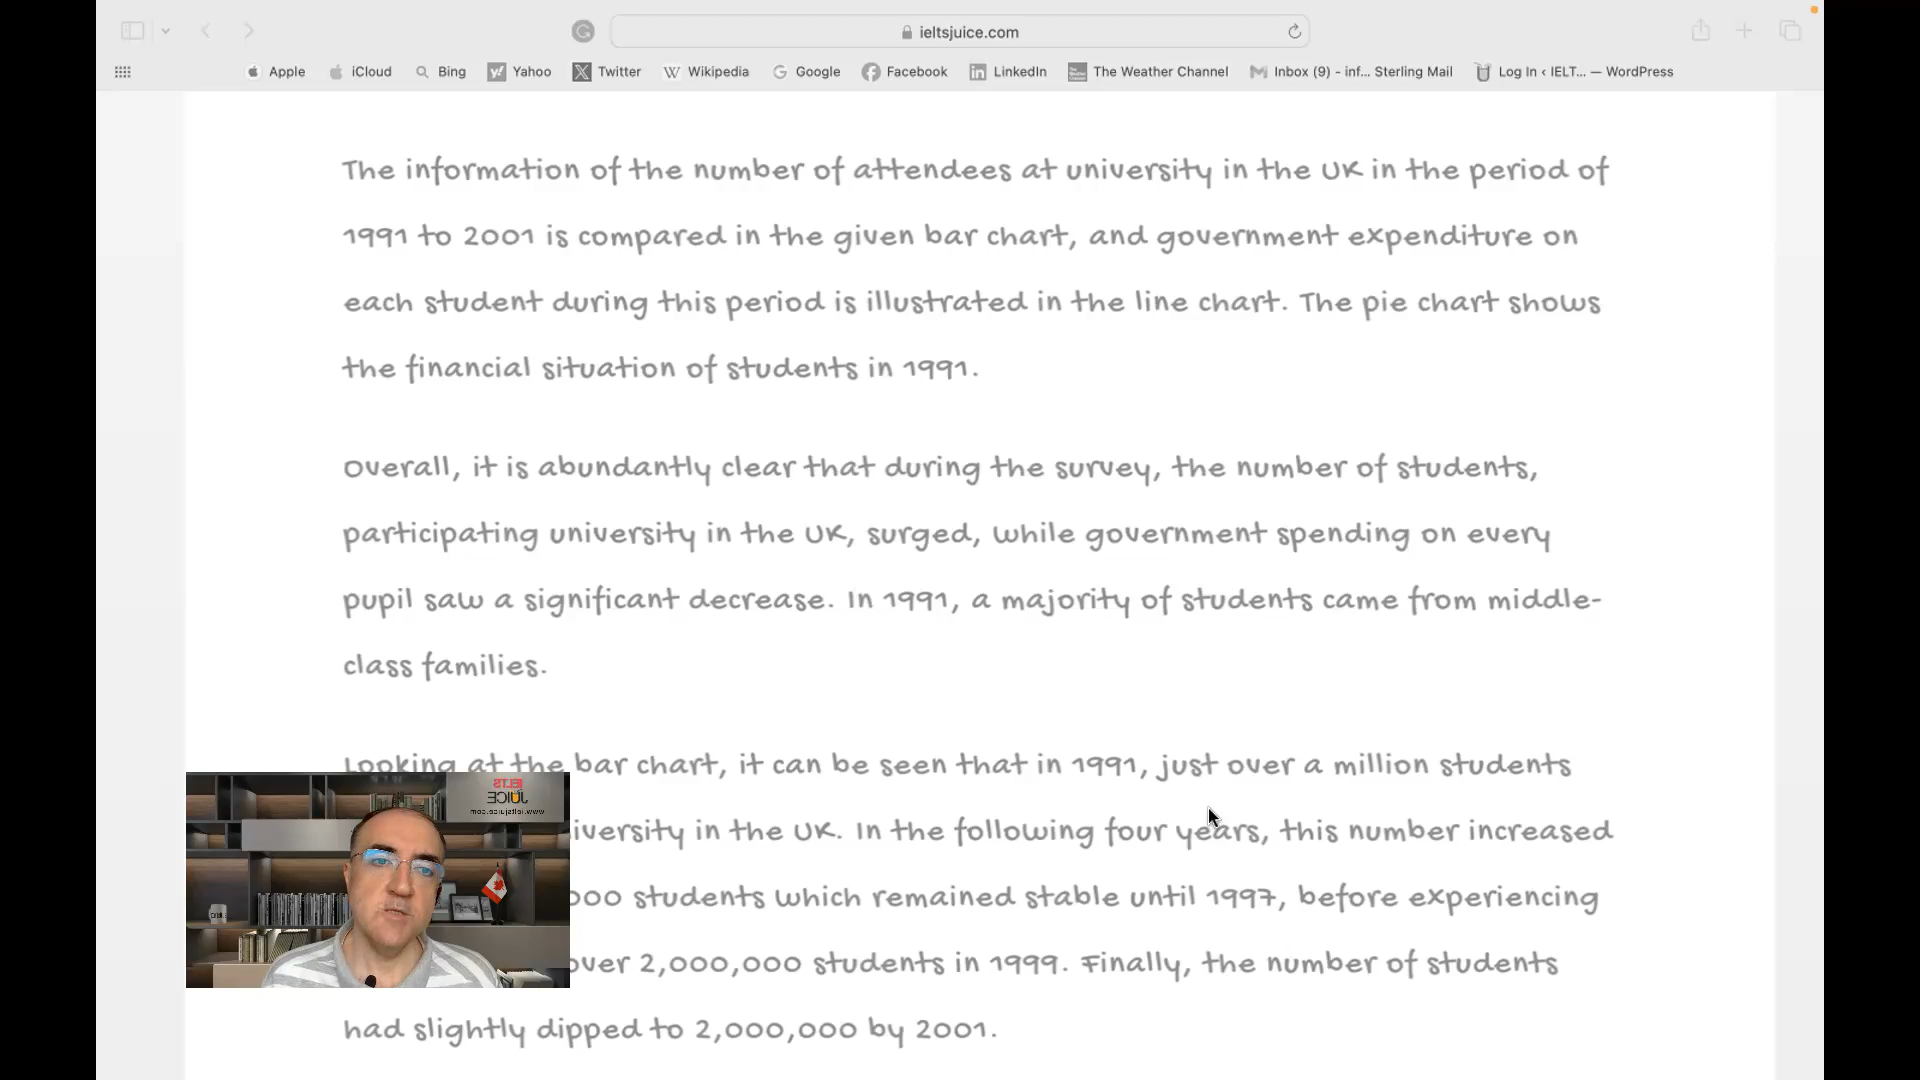 ieltsjuice.com
Apple iCloud Bing Yahoo Twitter Wikipedia Google Facebook LinkedIn The Weather Channel Inbox (9) - inf... Sterling Mail Log In ‹ IELT... — WordPress
The information of the number of attendees at university in the UK in the period of
1991 to 2001 is compared in the given bar chart, and government expenditure on
each student during this period is illustrated in the line chart. The pie chart shows
the financial situation of students in 1991.
Overall, it is abundantly clear that during the survey, the number of students,
participating university in the UK, surged, while government spending on every
pupil saw a significant decrease. In 1991, a majority of students came from middle-
class families.
Looking at the bar chart, it can be seen that in 1991, just over a million students
iversity in the UK. In the following four years, this number increased
000 students which remained stable until 1997, before experiencing
over 2,000,000 students in 1999. Finally, the number of students
had slightly dipped to 2,000,000 by 2001.
IELTS
JUICE
www.ieltsjuice.com